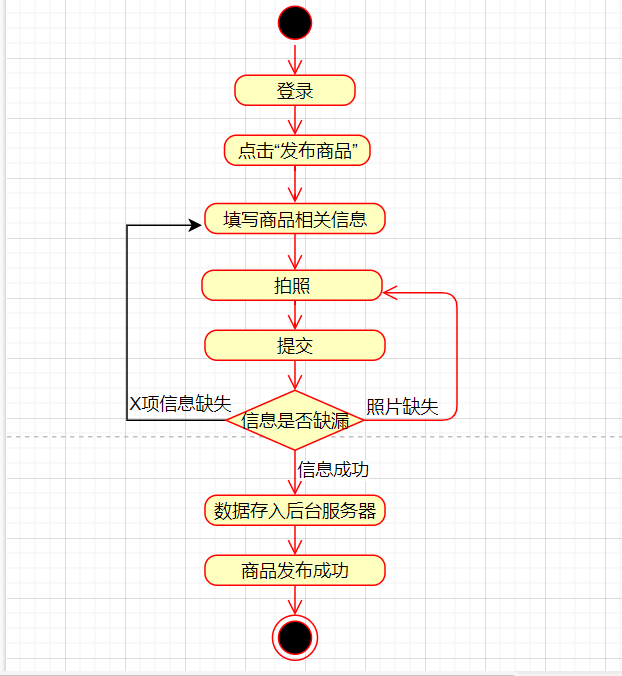 登录
点击“发布商品”
填写商品相关信息
拍照
提交
X项信息缺失
信息是否缺漏
照片缺失
信息成功
数据存入后台服务器
商品发布成功